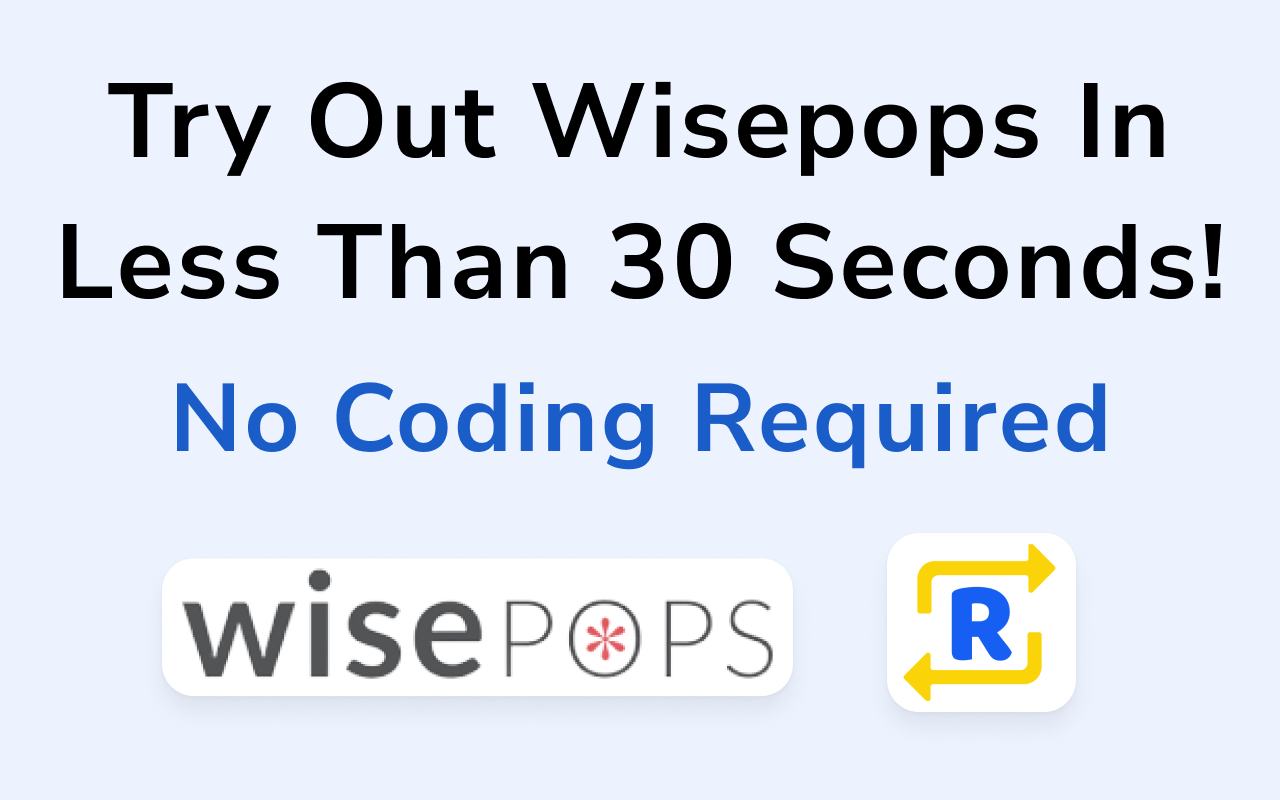 Try Out Wisepops In
Less Than 30 Seconds!
No Coding Required
wisePOPS
R